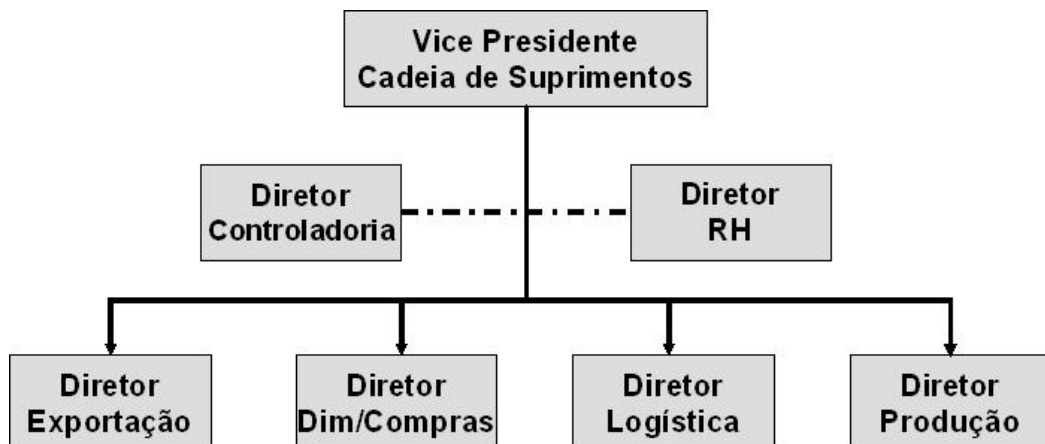 Vice Presidente
Cadeia de Suprimentos
Diretor
Controladoria
Diretor
RH
Diretor
Exportação
Diretor
Dim/Compras
Diretor
Logística
Diretor
Produção